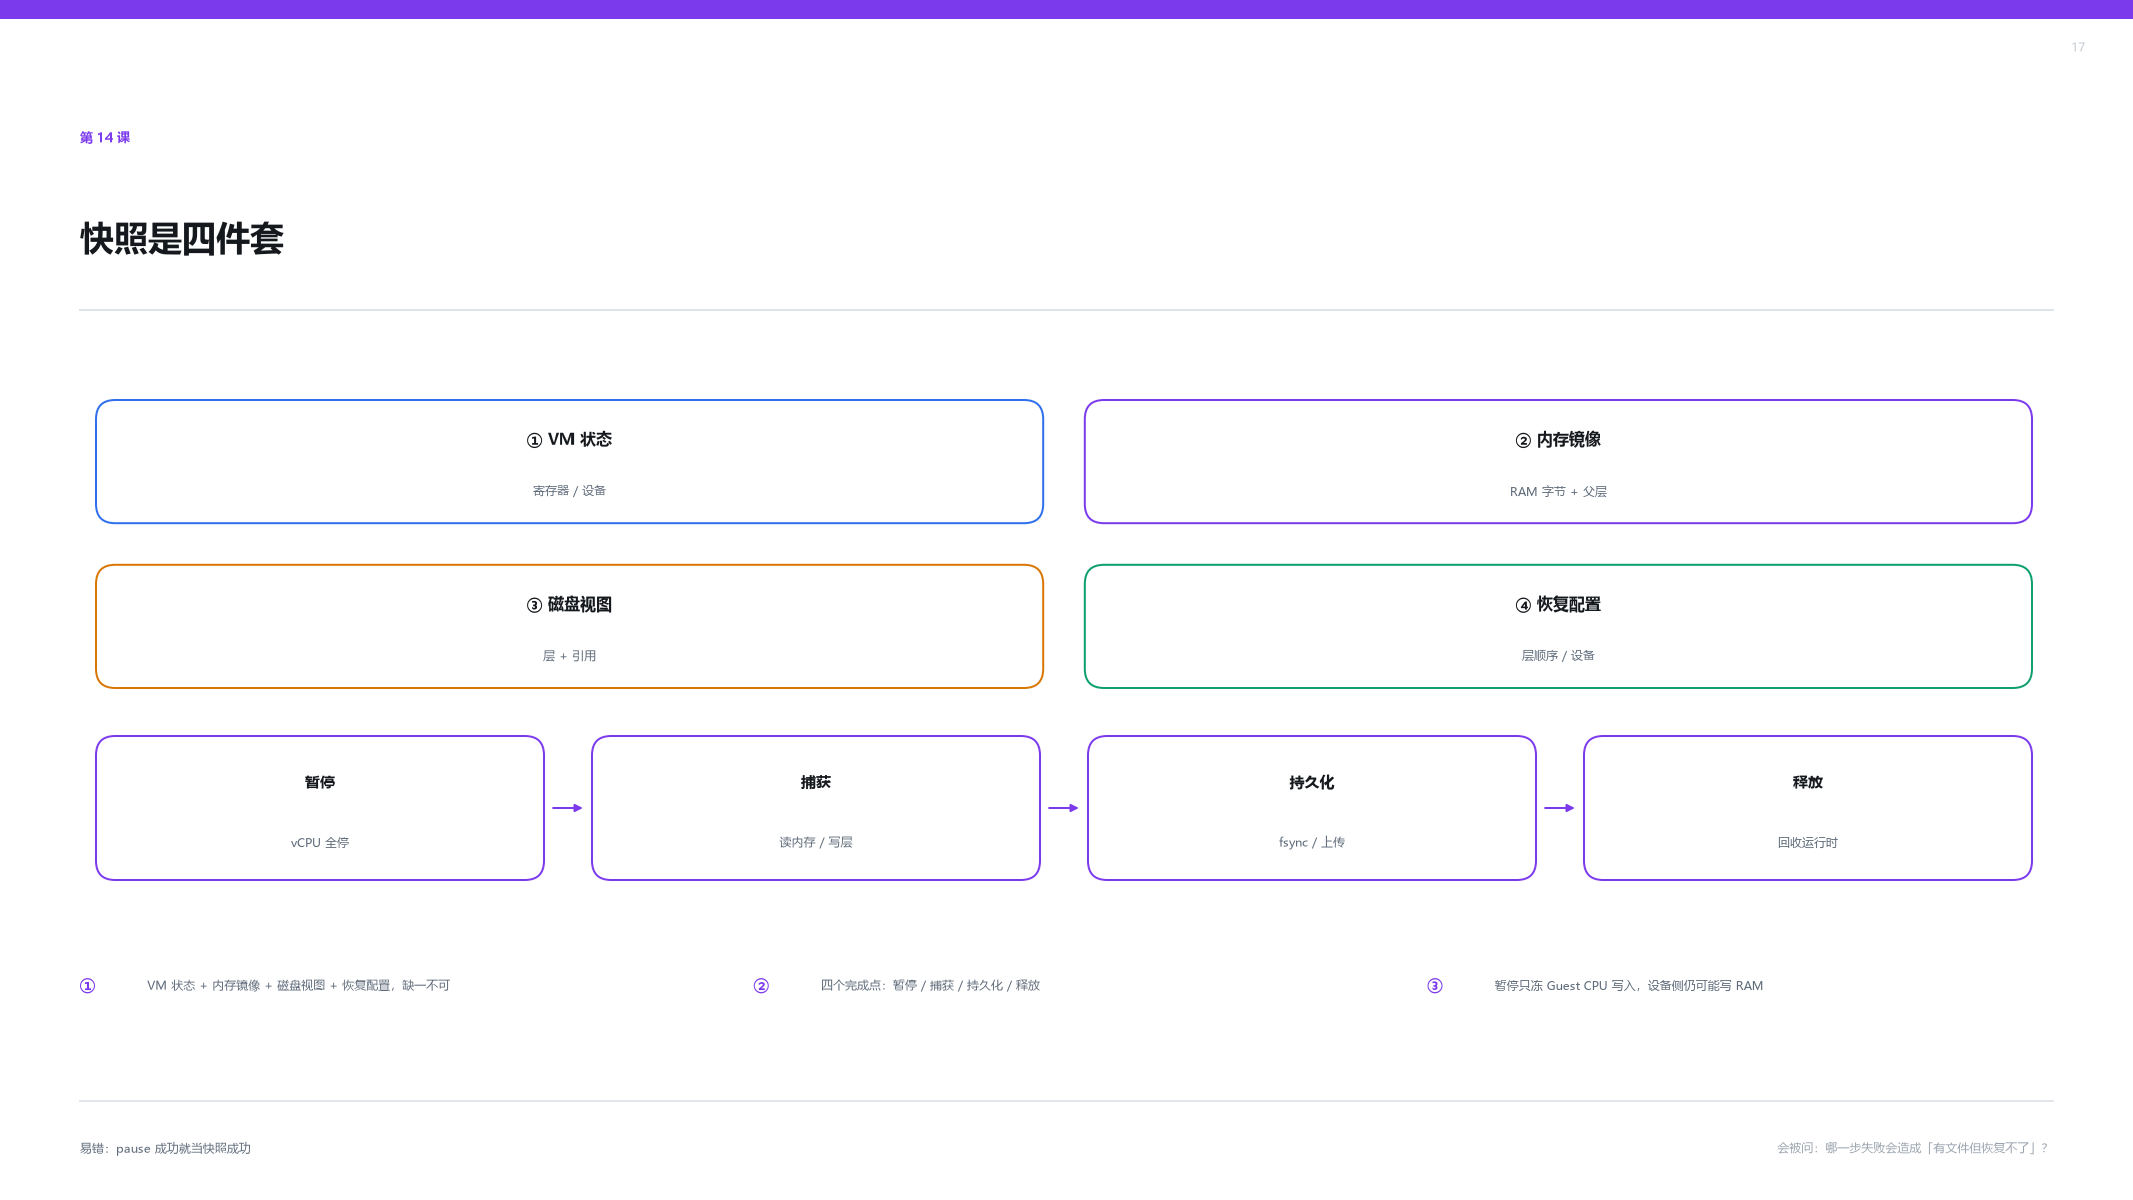 17
第 14 课
快照是四件套
① VM 状态
寄存器 / 设备
② 内存镜像
RAM 字节 + 父层
③ 磁盘视图
层 + 引用
④ 恢复配置
层顺序 / 设备
暂停
vCPU 全停
捕获
读内存 / 写层
持久化
fsync / 上传
释放
回收运行时
① VM 状态 + 内存镜像 + 磁盘视图 + 恢复配置，缺一不可
② 四个完成点：暂停 / 捕获 / 持久化 / 释放
③ 暂停只冻 Guest CPU 写入，设备侧仍可能写 RAM
易错：pause 成功就当快照成功
会被问：哪一步失败会造成「有文件但恢复不了」？